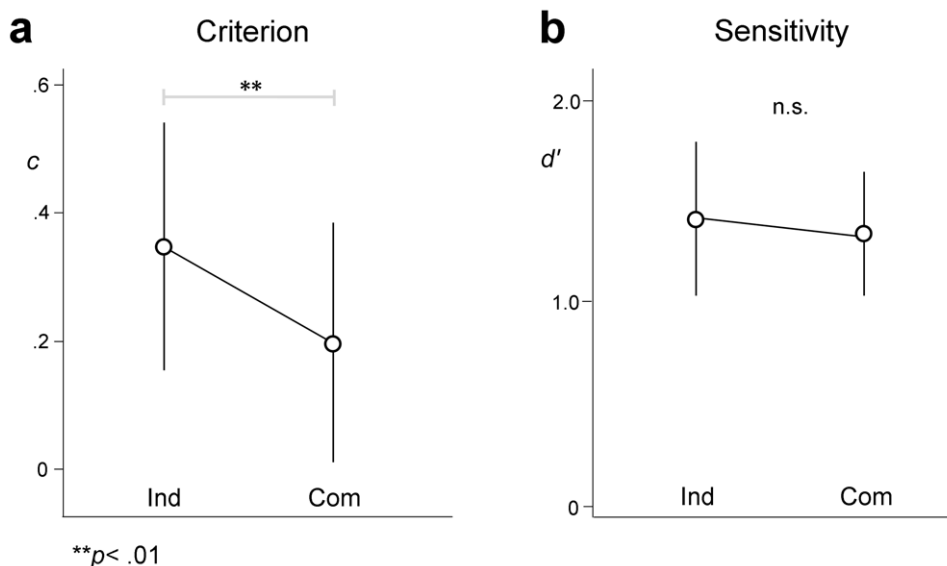 a
Criterion
.6
**
c
.4
.2
0
Ind
Com
**p< .01
b
Sensitivity
2.0
n.s.
d'
1.0
0
Ind
Com